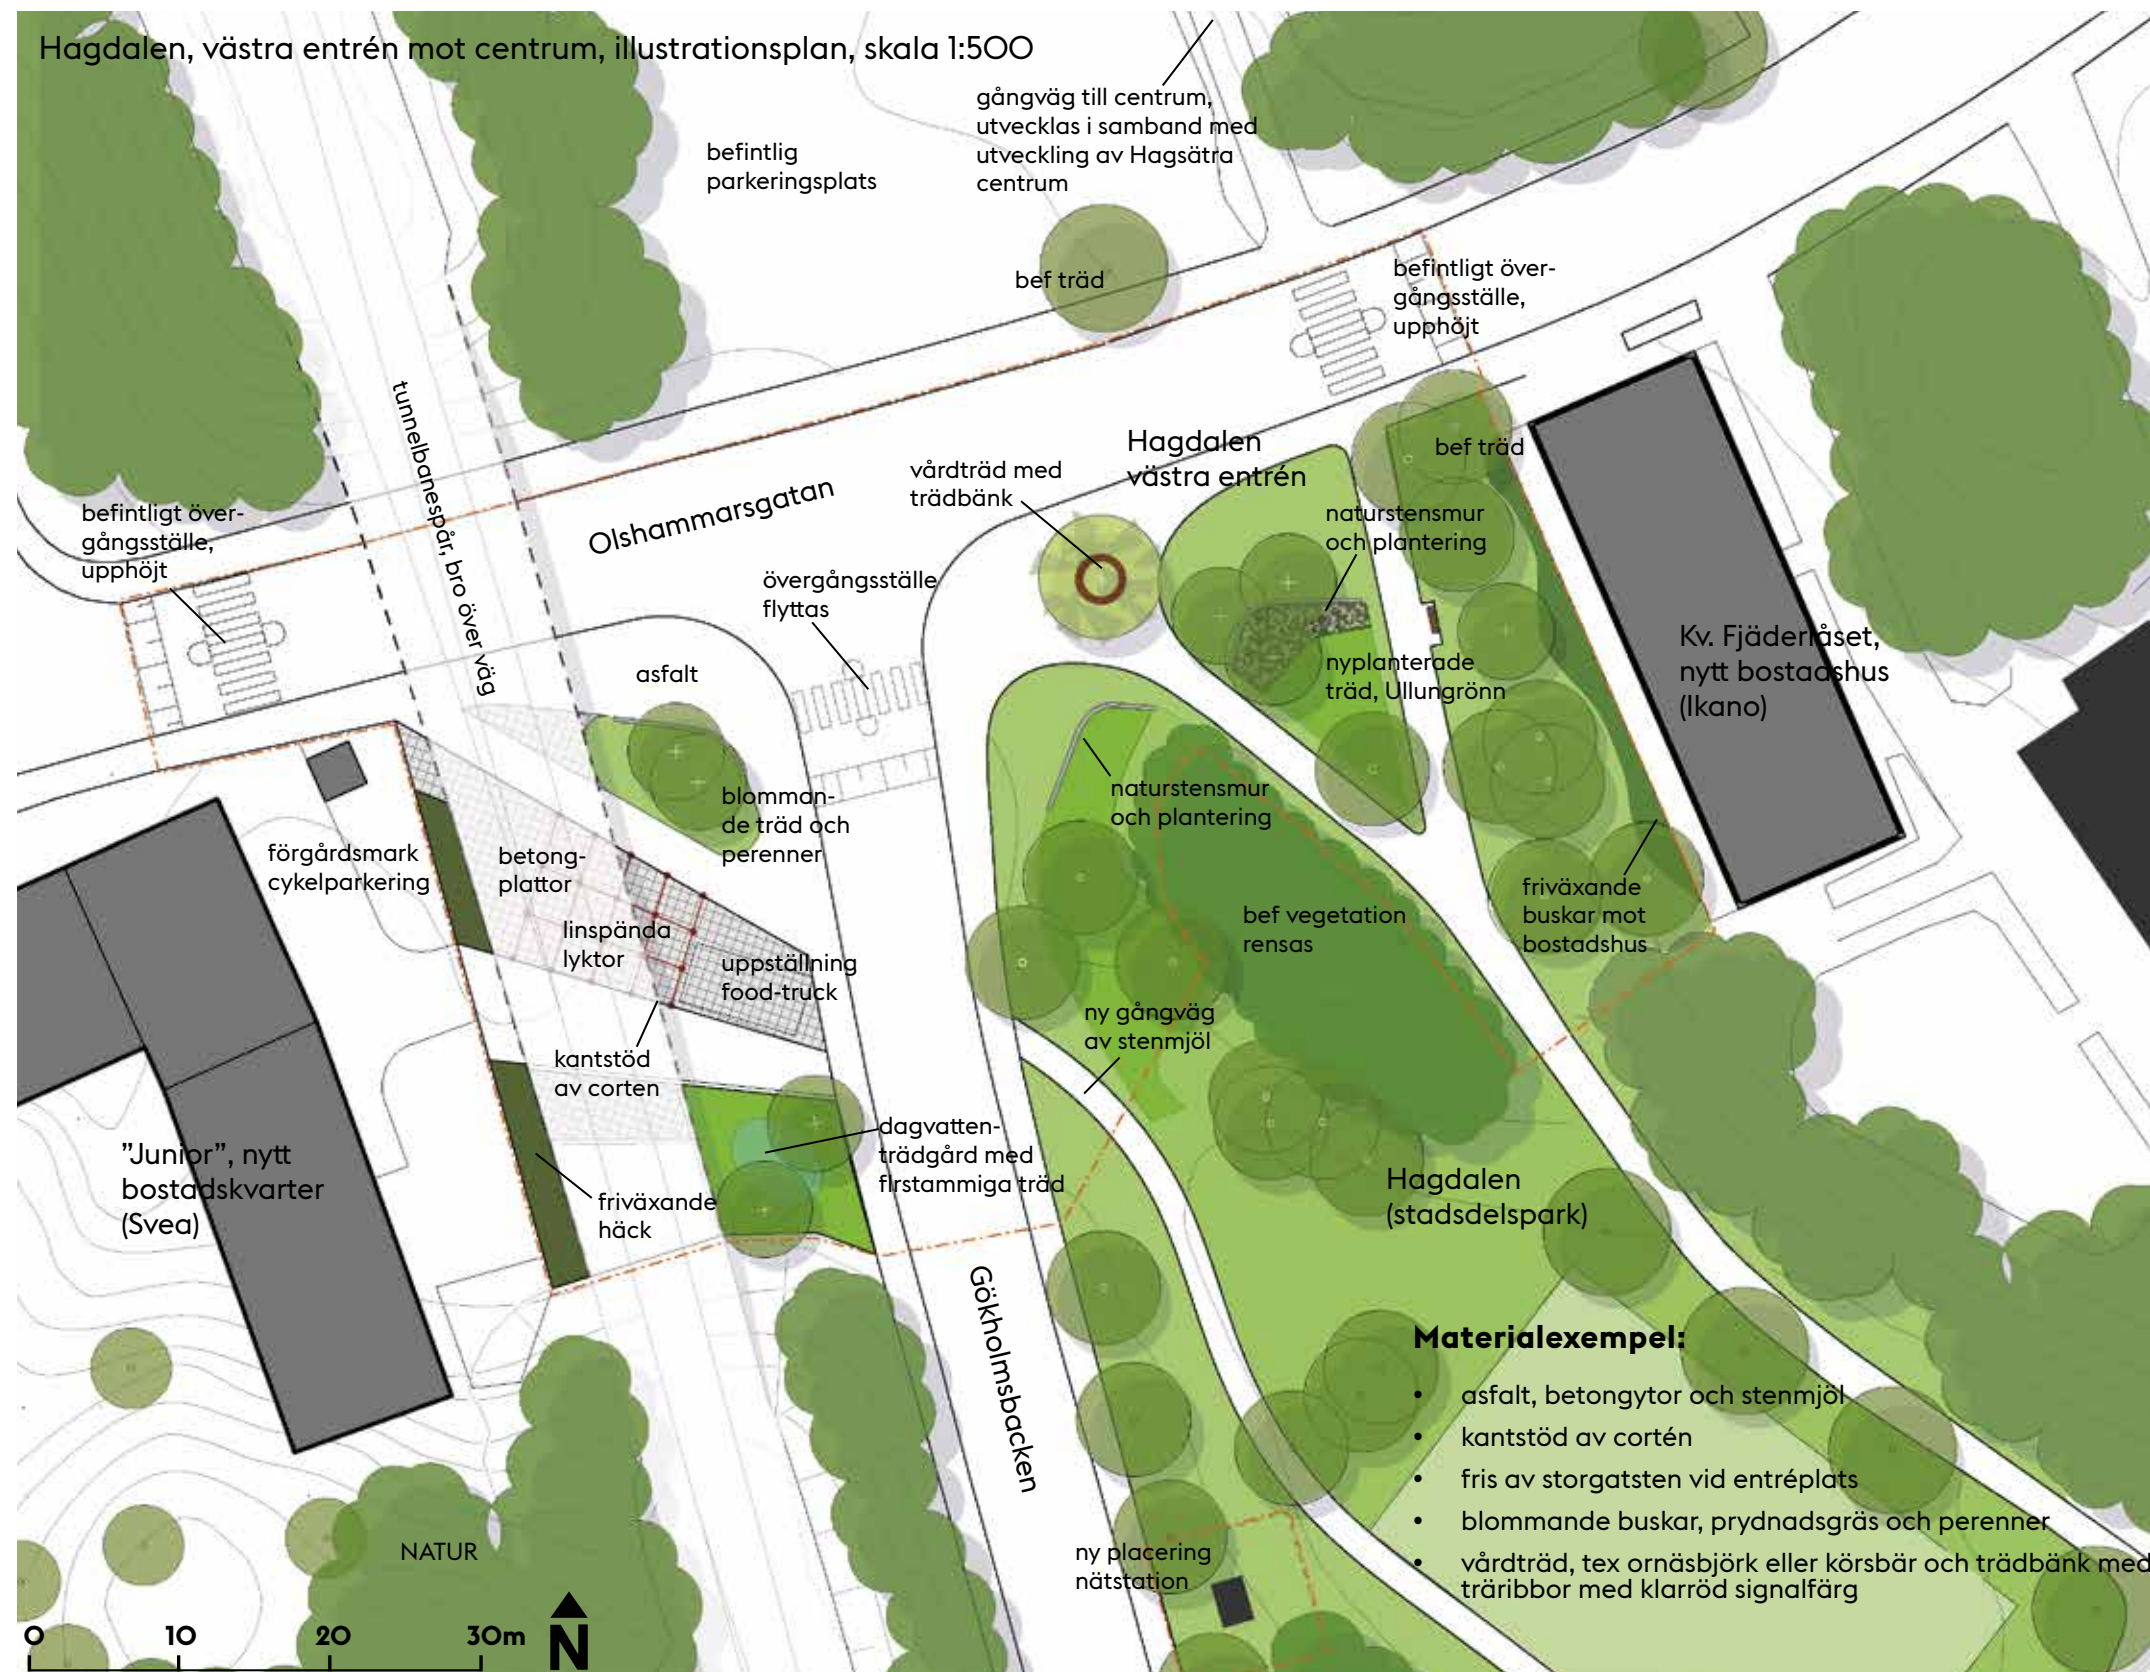 Hagdalen, västra entrén mot centrum, illustrationsplan, skala 1:500
gångväg till centrum,
utvecklas i samband med
utveckling av Hagsätra
centrum
befintlig
parkeringsplats
bef träd
befintligt över-
gångsställe,
upphöjt
tunnelbanespår, bro över väg
Hagdalen
västra entrén
bef träd
vårdträd med
trädbänk
Olshammarsgatan
befintligt över-
gångsställe,
upphöjt
naturstensmur
och plantering
övergångsställe
flyttas
asfalt
nyplanterade
träd, Ullungrönn
Kv. Fjäderlåset,
nytt bostadshus
(Ikano)
naturstensmur
och plantering
blomman-
de träd och
perenner
förgårdsmark
cykelparkering
betong-
plattor
linspända
lyktor
uppställning
food-truck
bef vegetation
rensas
friväxande
buskar mot
bostadshus
ny gångväg
av stenmjöl
kantstöd
av corten
dagvatten-
trädgård med
flrstammiga träd
"Junior", nytt
bostadskvarter
(Svea)
friväxande
häck
Hagdalen
(stadsdelspark)
Gökholmsbacken
Materialexempel:
• asfalt, betongytor och stenmjöl
• kantstöd av cortén
• fris av storgatsten vid entréplats
• blommande buskar, prydnadsgräs och perenner
• vårdträd, tex ornäsbjörk eller körsbär och trädbänk med
träribbor med klarröd signalfärg
NATUR
ny placering
nätstation
0 10 20 30m
N